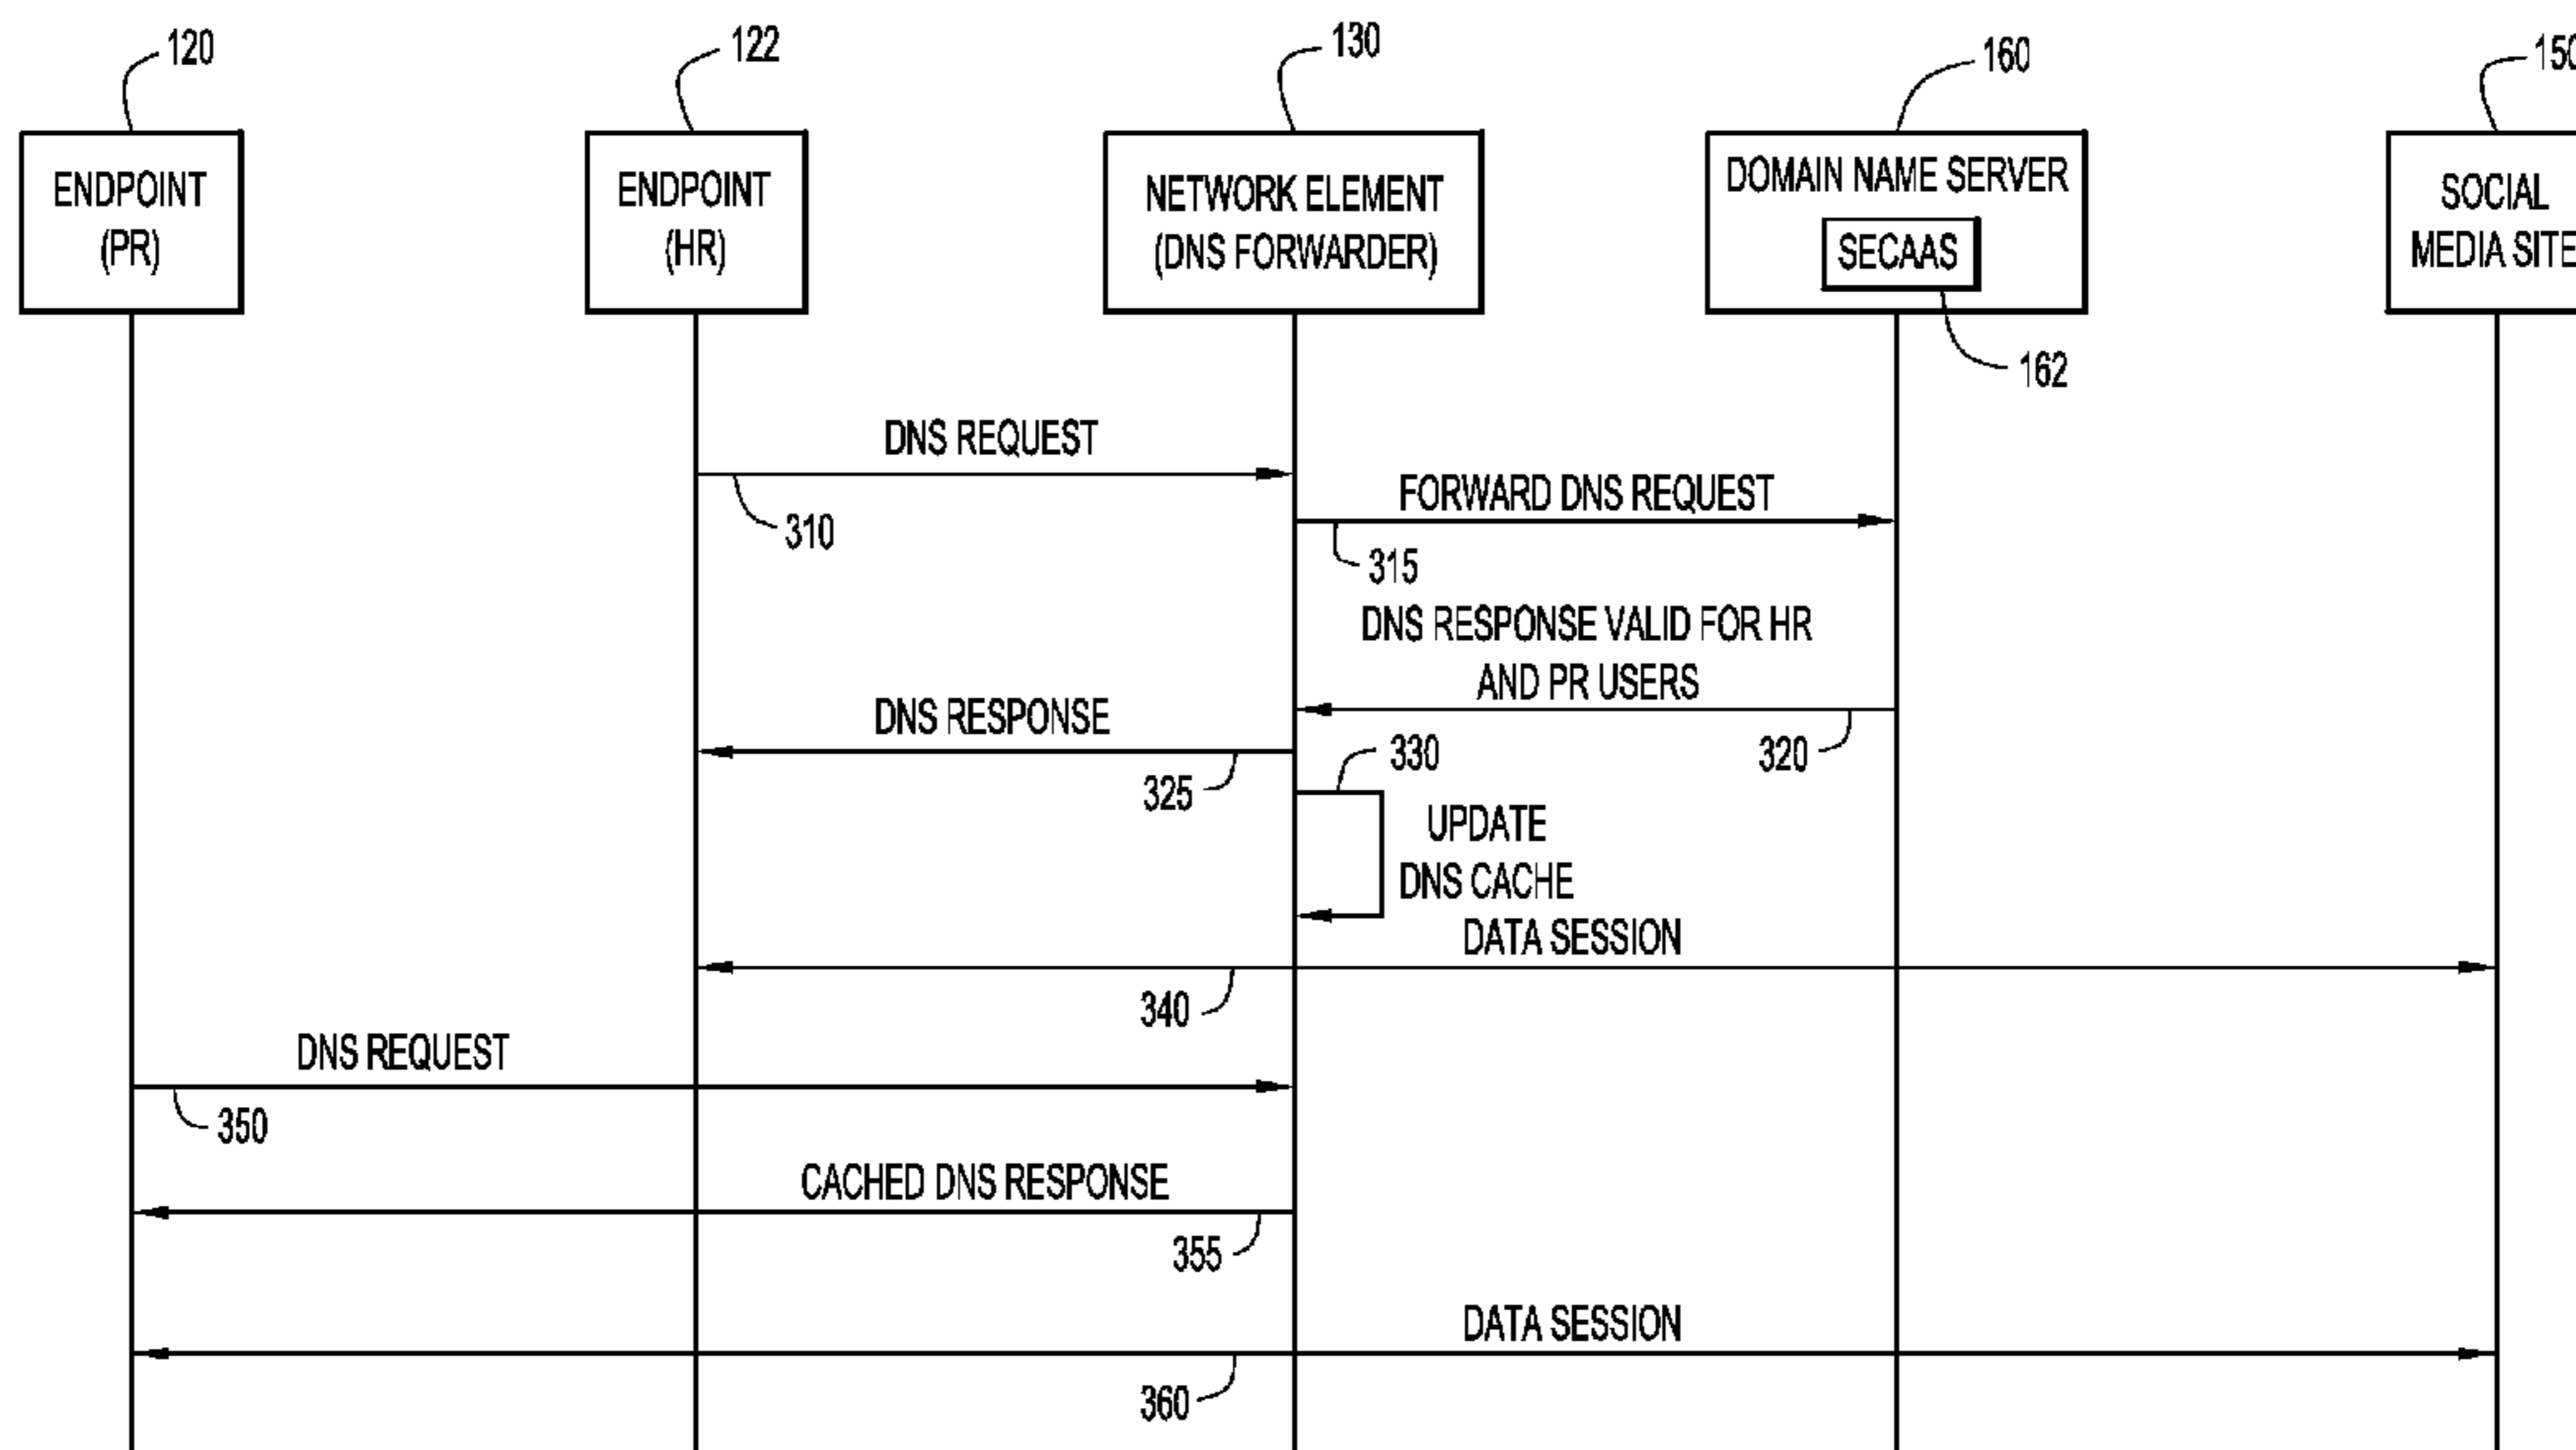 120
122
130
160
150
ENDPOINT
(PR)
ENDPOINT
(HR)
NETWORK ELEMENT
(DNS FORWARDER)
DOMAIN NAME SERVER
SECAAS
SOCIAL
MEDIA SITE
162
DNS REQUEST
310
FORWARD DNS REQUEST
315
DNS RESPONSE VALID FOR HR
AND PR USERS
320
DNS RESPONSE
325
330
UPDATE
DNS CACHE
DATA SESSION
340
DNS REQUEST
350
CACHED DNS RESPONSE
355
DATA SESSION
360